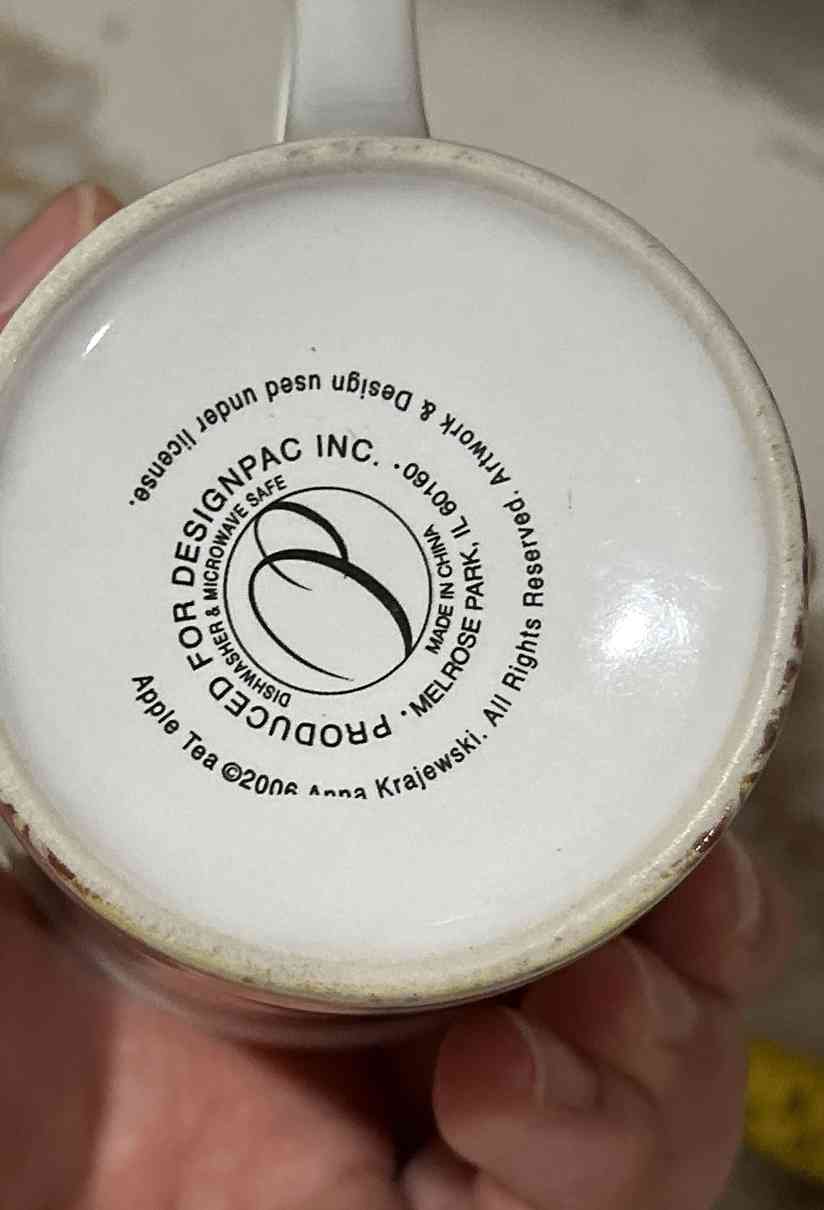 Apple Tea ©2006 Anna Krajewski. All Rights Reserved. Artwork & Design used under license.
PRODUCED FOR DESIGNPAC INC. · MELROSE PARK, IL 60160 ·
DISHWASHER & MICROWAVE SAFE
MADE IN CHINA